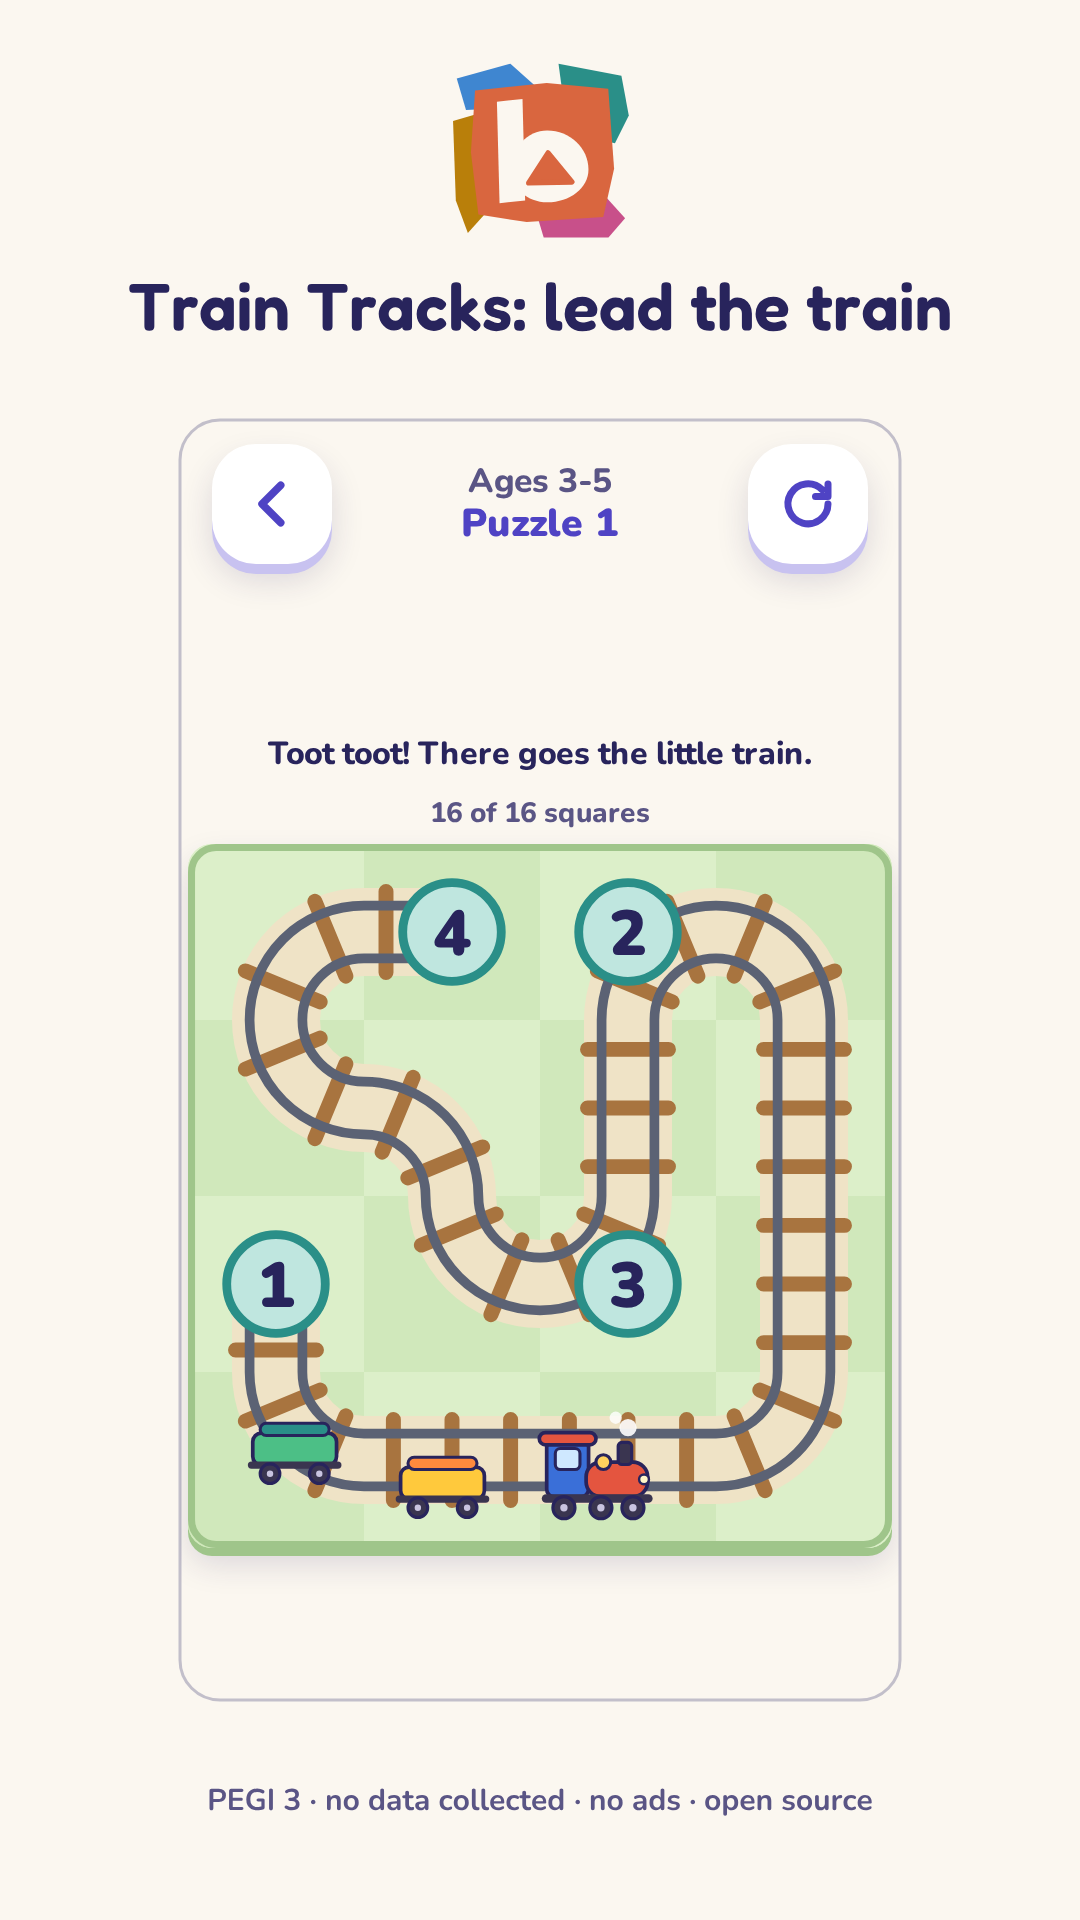 b
Train Tracks: lead the train
Ages 3-5
Puzzle 1
Toot toot! There goes the little train.
16 of 16 squares
4
2
1
3
PEGI 3 · no data collected · no ads · open source